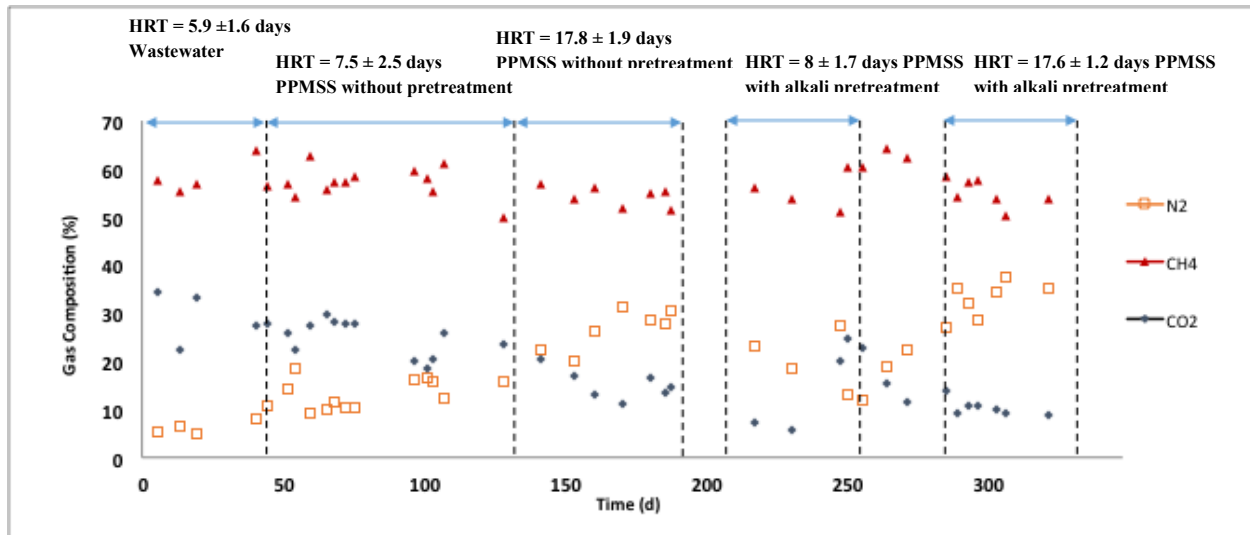 HRT = 5.9 ±1.6 days
Wastewater
HRT = 7.5 ± 2.5 days
PPMSS without pretreatment
HRT = 17.8 ± 1.9 days
PPMSS without pretreatment
HRT = 8 ± 1.7 days PPMSS
with alkali pretreatment
HRT = 17.6 ± 1.2 days PPMSS
with alkali pretreatment
Gas Composition (%)
70
60
50
40
30
20
10
0
0
50
100
150
200
250
300
Time (d)
N2
CH4
CO2